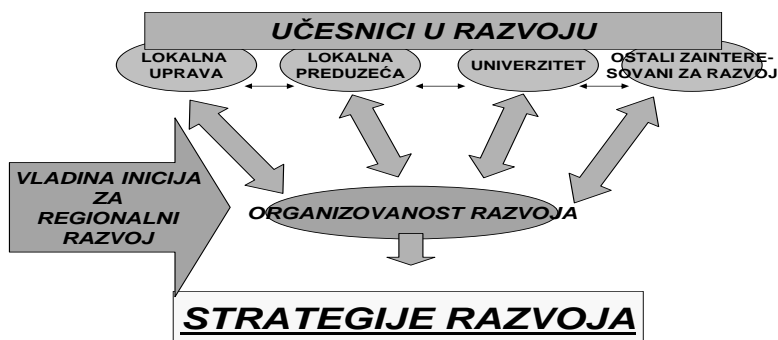 UČESNICI U RAZVOJU
LOKALNA
UPRAVA
LOKALNA
PREDUZEĆA
UNIVERZITET
OSTALI ZAINTERE-
SOVANI ZA RAZVOJ
VLADINA INICIJA
ZA
REGIONALNI
RAZVOJ
ORGANIZOVANOST RAZVOJA
STRATEGIJE RAZVOJA